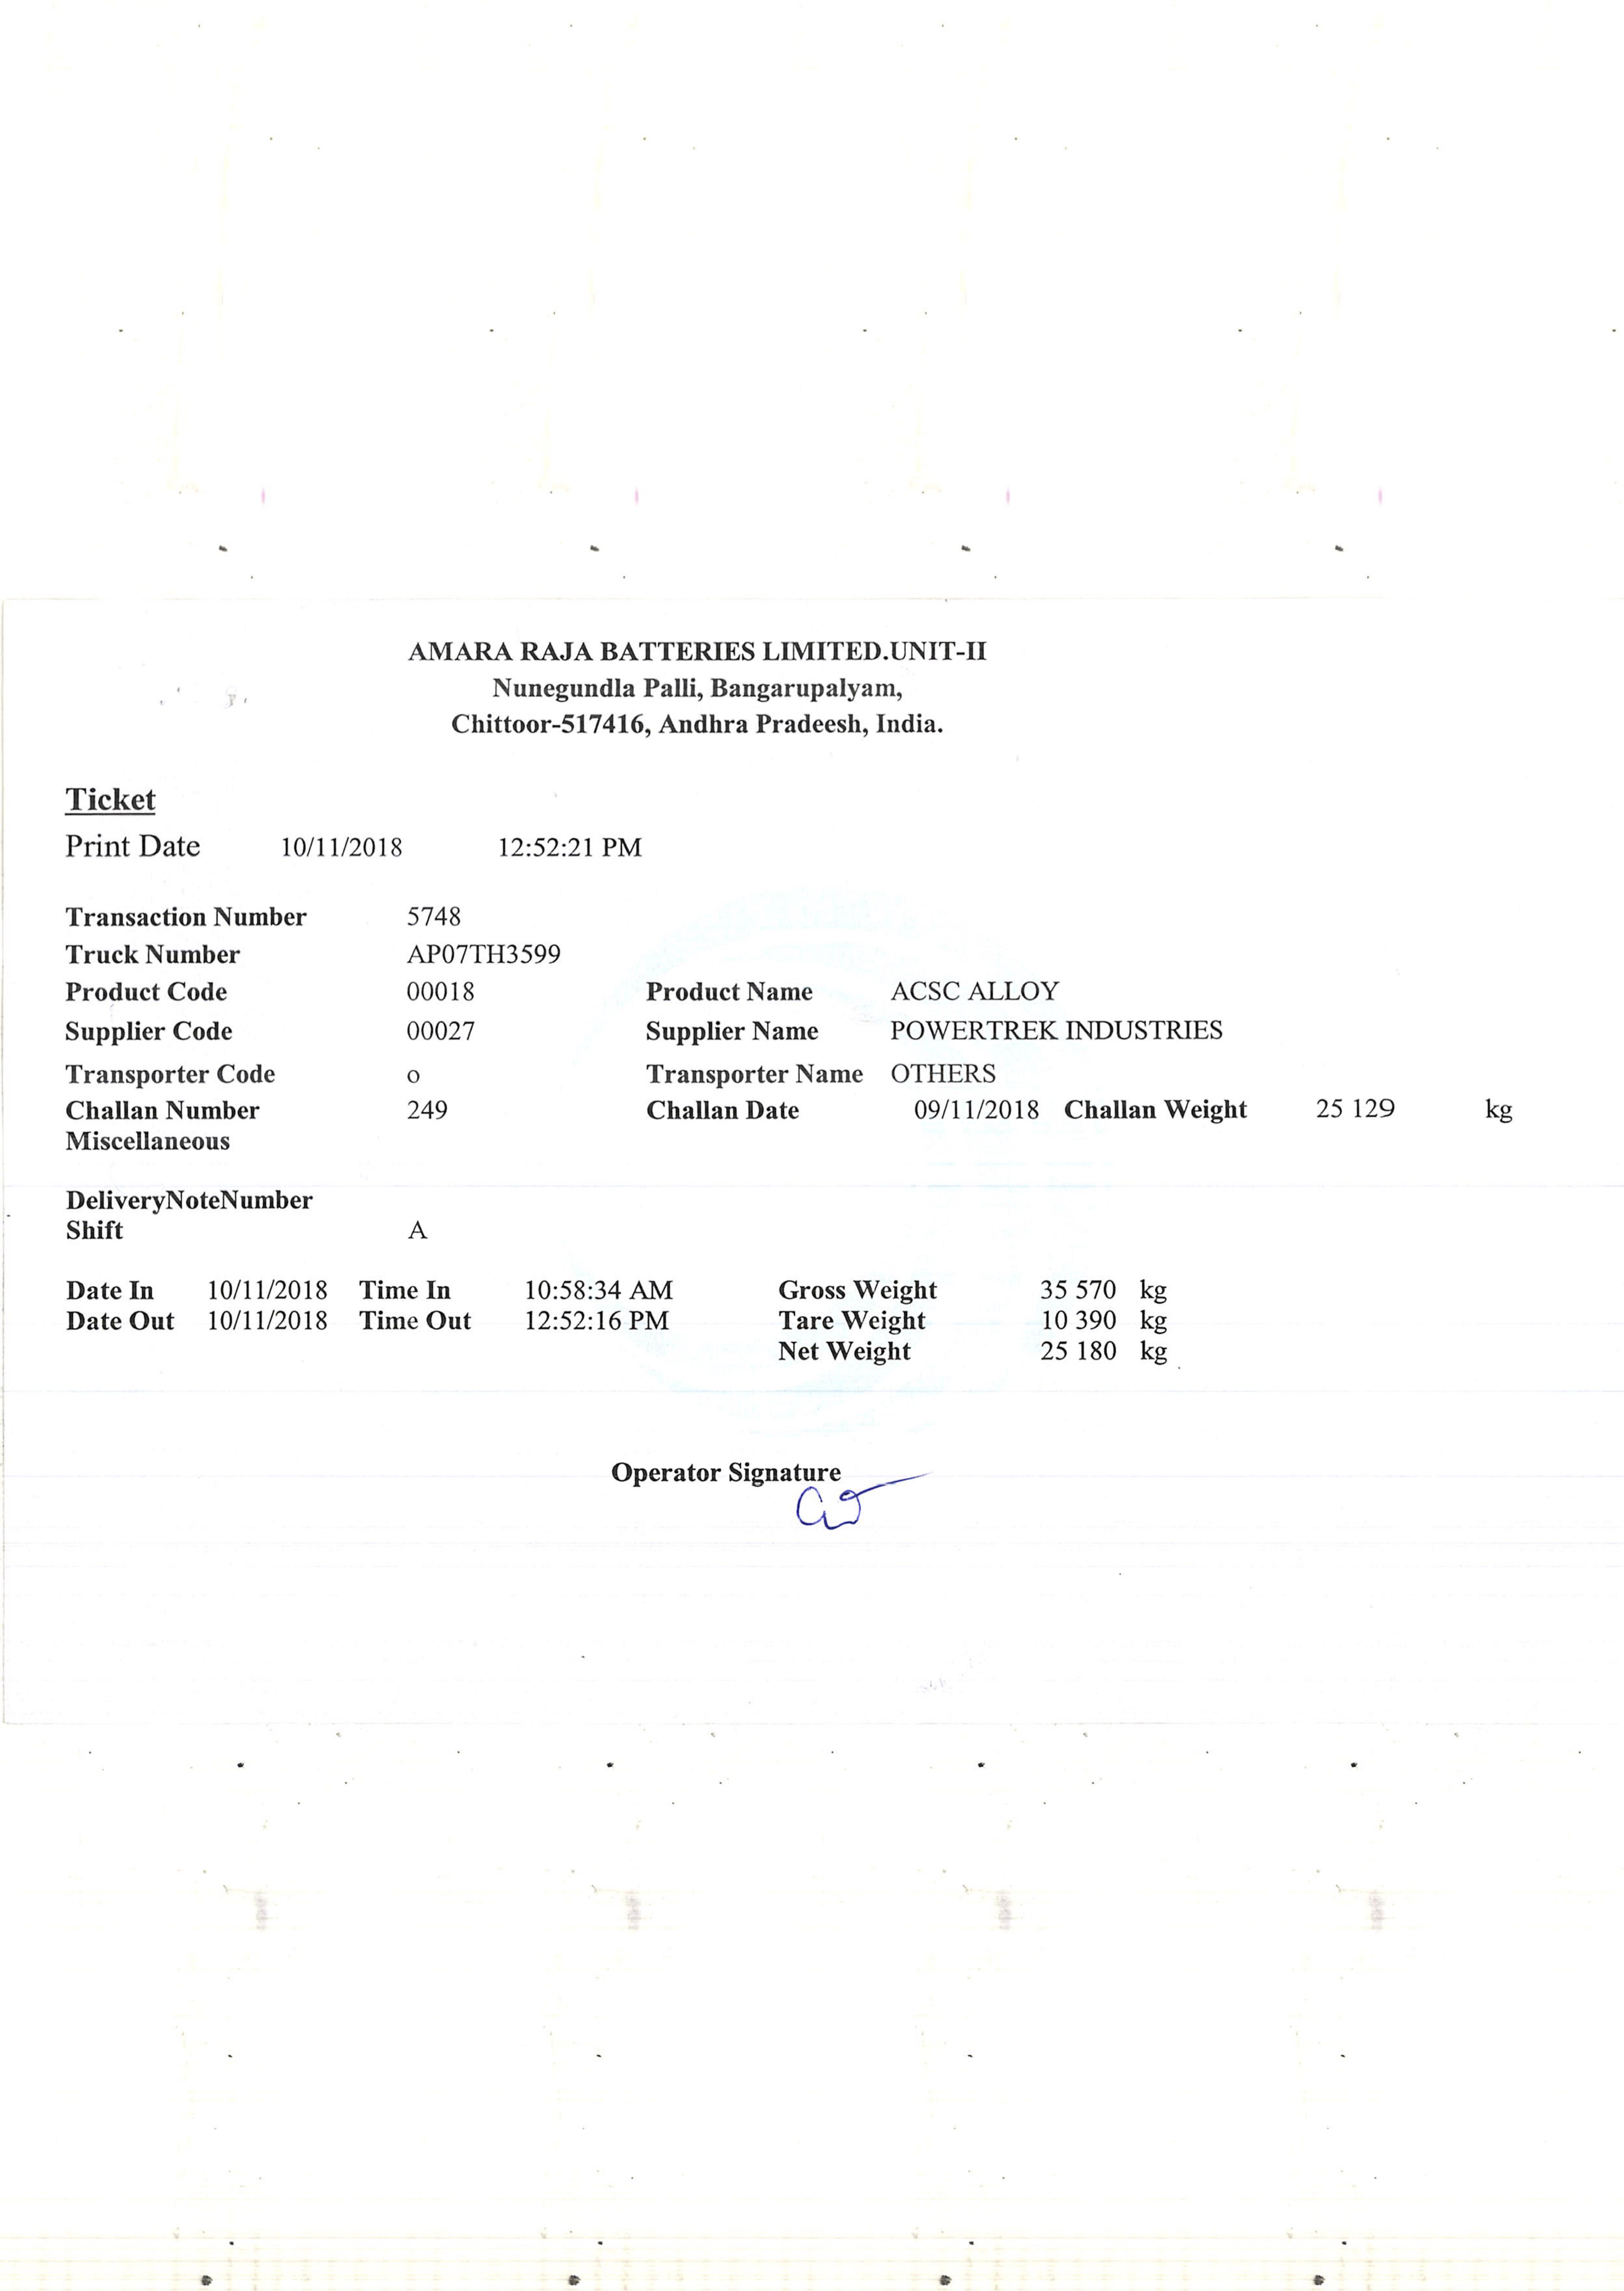 AMARA RAJA BATTERIES LIMITED.UNIT-II
Nunegundla Palli, Bangarupalyam,
Chittoor-517416, Andhra Pradeesh, India.
Ticket
Print Date 10/11/2018 12:52:21 PM
Transaction Number 5748
Truck Number AP07TH3599
Product Code 00018 Product Name ACSC ALLOY
Supplier Code 00027 Supplier Name POWERTREK INDUSTRIES
Transporter Code o Transporter Name OTHERS
Challan Number 249 Challan Date 09/11/2018 Challan Weight 25 129 kg
Miscellaneous
DeliveryNoteNumber
Shift A
Date In 10/11/2018 Time In 10:58:34 AM Gross Weight 35 570 kg
Date Out 10/11/2018 Time Out 12:52:16 PM Tare Weight 10 390 kg
Net Weight 25 180 kg
Operator Signature